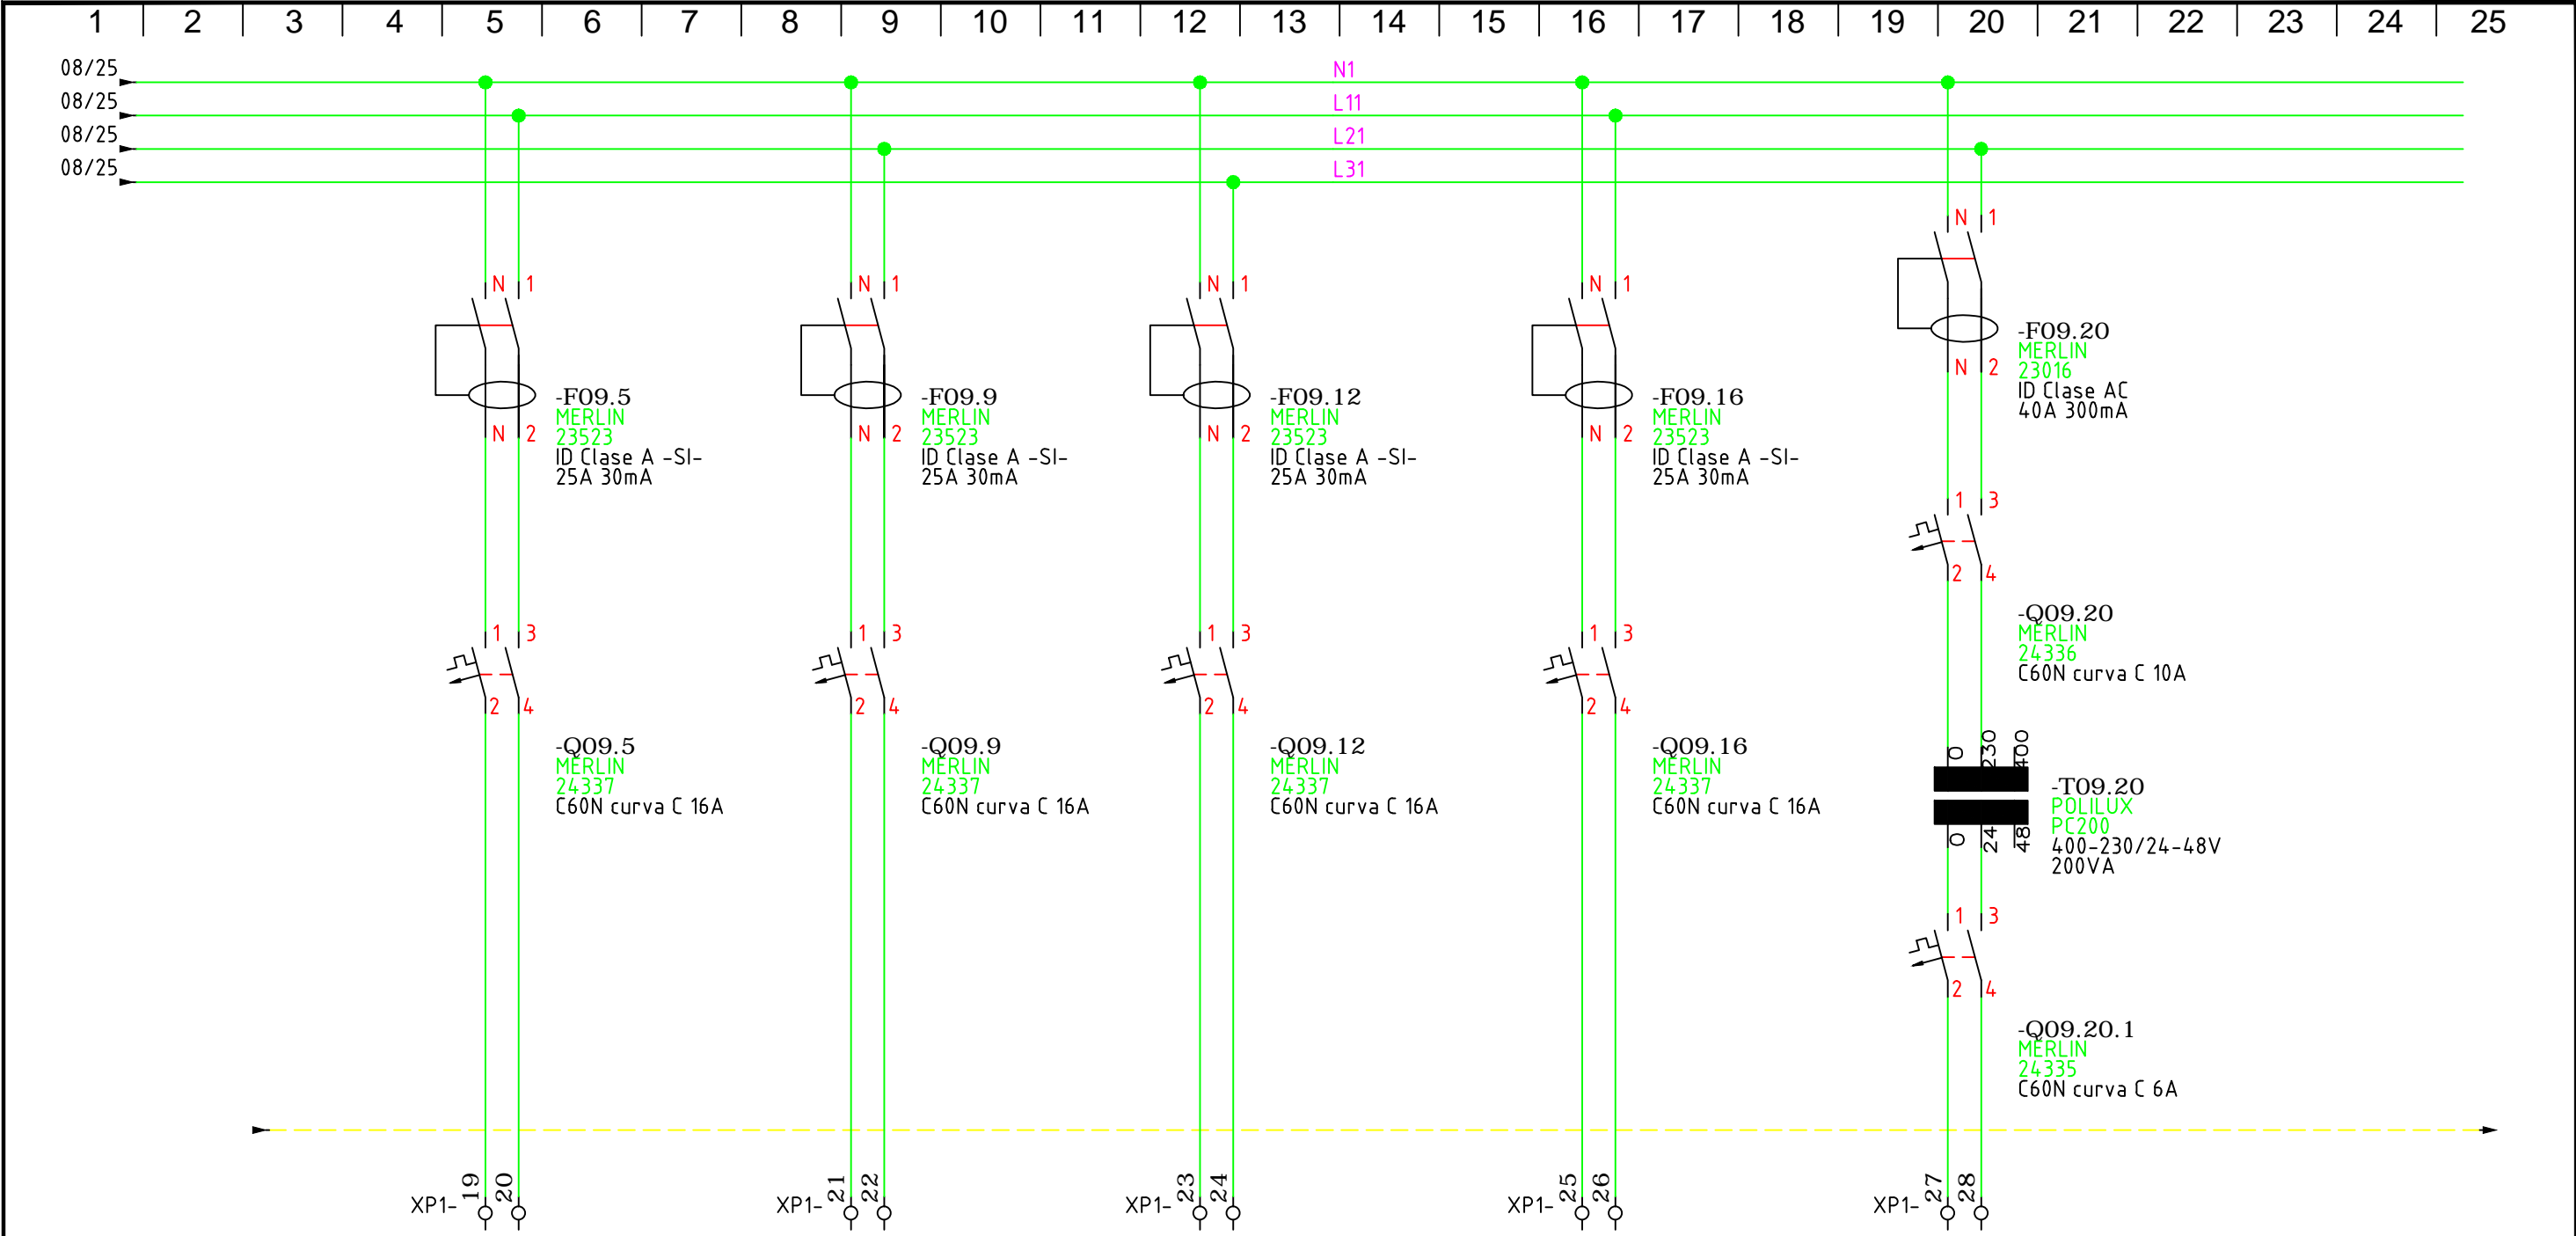 1 2 3 4 5 6 7 8 9 10 11 12 13 14 15 16 17 18 19 20 21 22 23 24 25
08/25 N1
08/25 L11
08/25 L21
08/25 L31
N 1
N 1 N 1 N 1 N 1
-F09.20
MERLIN
23016
ID Clase AC
40A 300mA
N 2
-F09.5
MERLIN
23523
ID Clase A -SI-
25A 30mA
N 2
-F09.9
MERLIN
23523
ID Clase A -SI-
25A 30mA
N 2
-F09.12
MERLIN
23523
ID Clase A -SI-
25A 30mA
N 2
-F09.16
MERLIN
23523
ID Clase A -SI-
25A 30mA
N 2
1 3
2 4
-Q09.20
MERLIN
24336
C60N curva C 10A
1 3 1 3 1 3 1 3
2 4 2 4 2 4 2 4
-Q09.5
MERLIN
24337
C60N curva C 16A
-Q09.9
MERLIN
24337
C60N curva C 16A
-Q09.12
MERLIN
24337
C60N curva C 16A
-Q09.16
MERLIN
24337
C60N curva C 16A
0 230 400
-T09.20
POLILUX
PC200
400-230/24-48V
200VA
0 24 48
1 3
2 4
-Q09.20.1
MERLIN
24335
C60N curva C 6A
XP1- 19 20
XP1- 21 22
XP1- 23 24
XP1- 25 26
XP1- 27 28